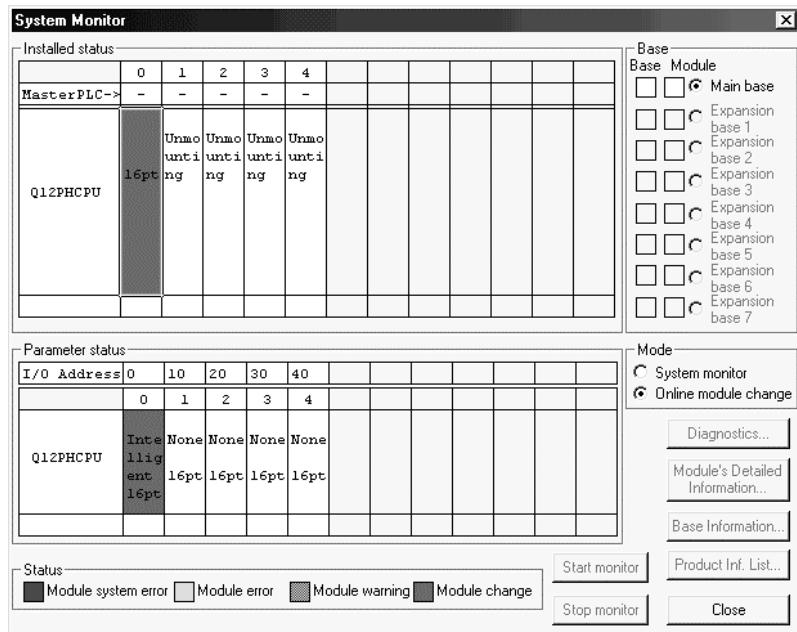 System Monitor
Installed status
0 1 2 3 4
MasterPLC-> - - - - -
Q12PHCPU
16pt
Unmo
unti
ng
Unmo
unti
ng
Unmo
unti
ng
Unmo
unti
ng
Base
Base Module
Main base
Expansion
base 1
Expansion
base 2
Expansion
base 3
Expansion
base 4
Expansion
base 5
Expansion
base 6
Expansion
base 7
Parameter status
I/O Address 0 10 20 30 40
0 1 2 3 4
Q12PHCPU
Inte
llig
ent
16pt
None
16pt
None
16pt
None
16pt
None
16pt
Mode
System monitor
Online module change
Diagnostics...
Module's Detailed
Information...
Base Information...
Product Inf. List...
Status
Module system error Module error Module warning Module change
Start monitor
Stop monitor
Close